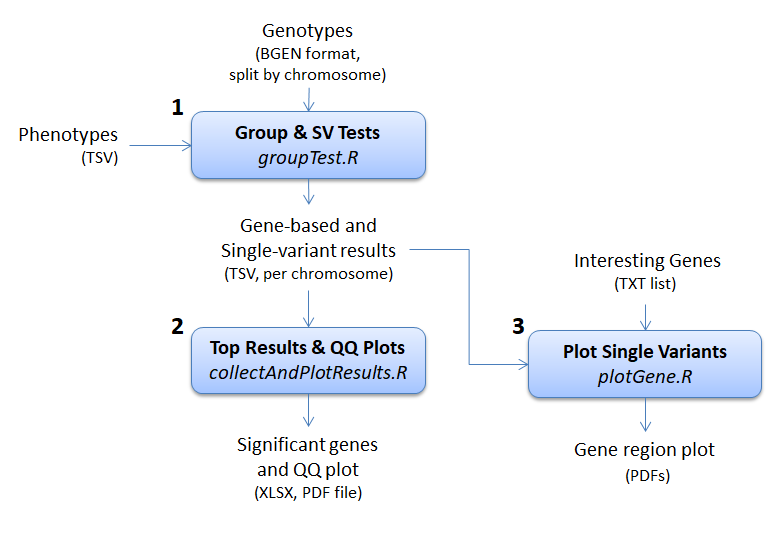 Genotypes
(BGEN format,
split by chromosome)
1
Phenotypes
(TSV)
Group & SV Tests
groupTest.R
Gene-based and
Single-variant results
(TSV, per chromosome)
Interesting Genes
(TXT list)
2
Top Results & QQ Plots
collectAndPlotResults.R
3
Plot Single Variants
plotGene.R
Significant genes
and QQ plot
(XLSX, PDF file)
Gene region plot
(PDFs)